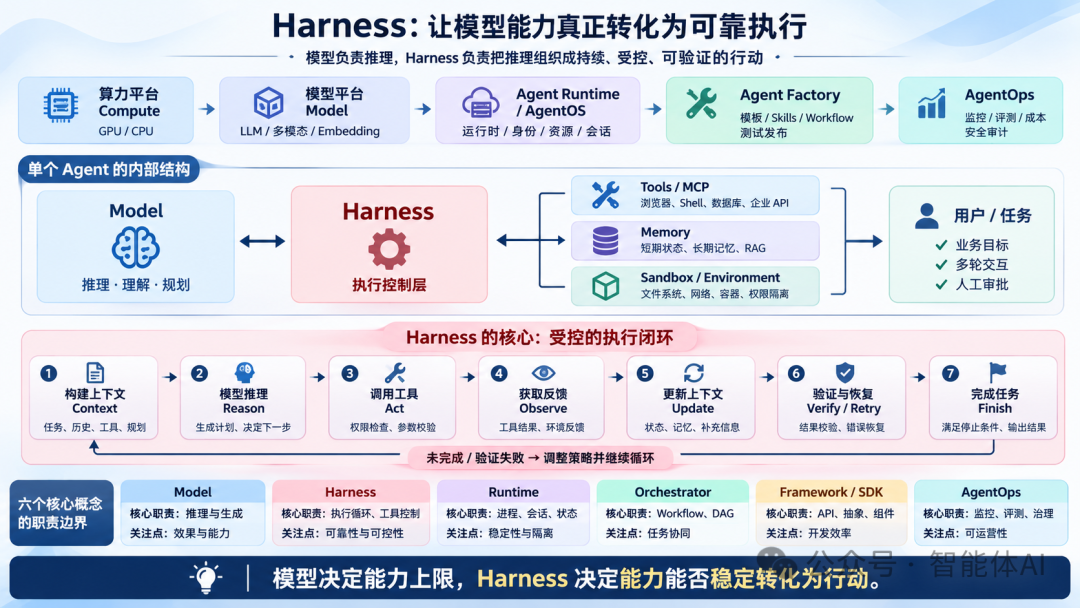 Harness：让模型能力真正转化为可靠执行
模型负责推理，Harness 负责把推理组织成持续、受控、可验证的行动
算力平台
Compute
GPU / CPU
模型平台
Model
LLM / 多模态 / Embedding
Agent Runtime
/ AgentOS
运行时 / 身份 / 资源 / 会话
Agent Factory
模板 / Skills / Workflow
测试发布
AgentOps
监控 / 评测 / 成本
安全审计
单个 Agent 的内部结构
Model
推理 · 理解 · 规划
Harness
执行控制层
Tools / MCP
浏览器、Shell、数据库、企业 API
Memory
短期状态、长期记忆、RAG
Sandbox / Environment
文件系统、网络、容器、权限隔离
用户 / 任务
业务目标
多轮交互
人工审批
Harness 的核心：受控的执行闭环
1
构建上下文
Context
任务、历史、工具、规划
2
模型推理
Reason
生成计划、决定下一步
3
调用工具
Act
权限检查、参数校验
4
获取反馈
Observe
工具结果、环境反馈
5
更新上下文
Update
状态、记忆、补充信息
6
验证与恢复
Verify / Retry
结果校验、错误恢复
7
完成任务
Finish
满足停止条件、输出结果
未完成 / 验证失败 → 调整策略并继续循环
六个核心概念
的职责边界
Model
核心职责：推理与生成
关注点：效果与能力
Harness
核心职责：执行循环、工具控制
关注点：可靠性与可控性
Runtime
核心职责：进程、会话、状态
关注点：稳定性与隔离
Orchestrator
核心职责：Workflow、DAG
关注点：任务协同
Framework / SDK
核心职责：API、抽象、组件
关注点：开发效率
AgentOps
核心职责：监控、评测、治理
关注点：可运营性
公众号 · 智能体AI
模型决定能力上限，Harness 决定能力能否稳定转化为行动。